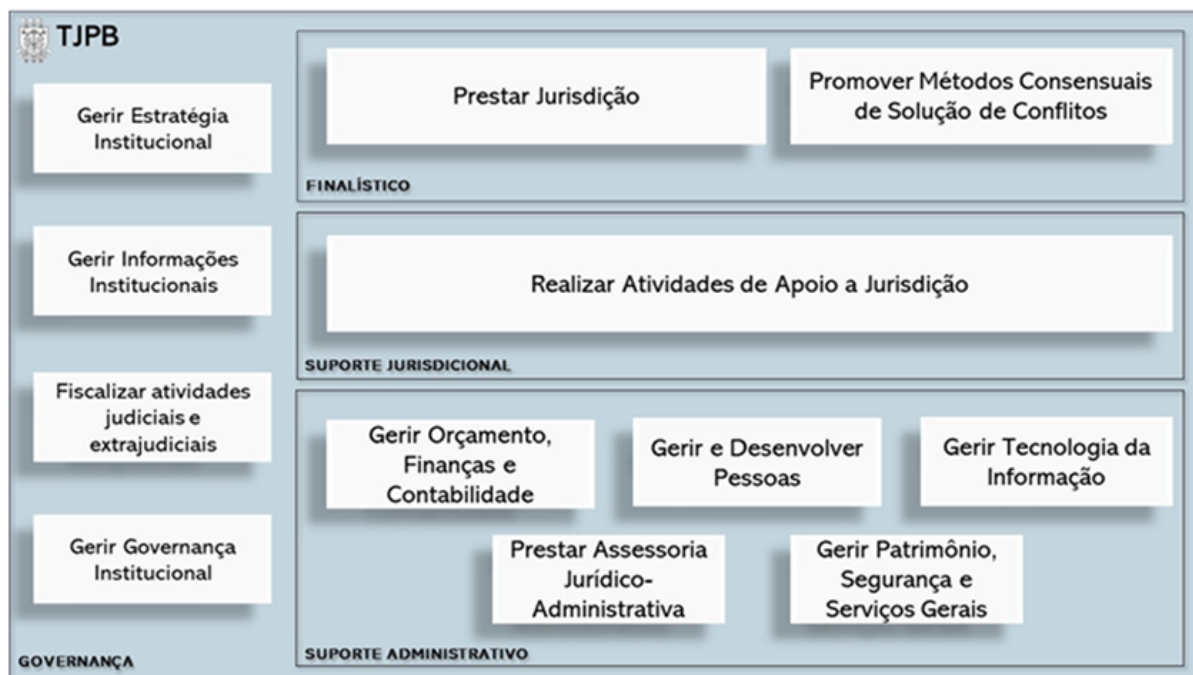 TJPB
Gerir Estratégia
Institucional
Gerir Informações
Institucionais
Fiscalizar atividades
judiciais e
extrajudiciais
Gerir Governança
Institucional
GOVERNANÇA
Prestar Jurisdição
Promover Métodos Consensuais
de Solução de Conflitos
FINALÍSTICO
Realizar Atividades de Apoio a Jurisdição
SUPORTE JURISDICIONAL
Gerir Orçamento,
Finanças e
Contabilidade
Gerir e Desenvolver
Pessoas
Gerir Tecnologia da
Informação
Prestar Assessoria
Jurídico-
Administrativa
Gerir Patrimônio,
Segurança e
Serviços Gerais
SUPORTE ADMINISTRATIVO